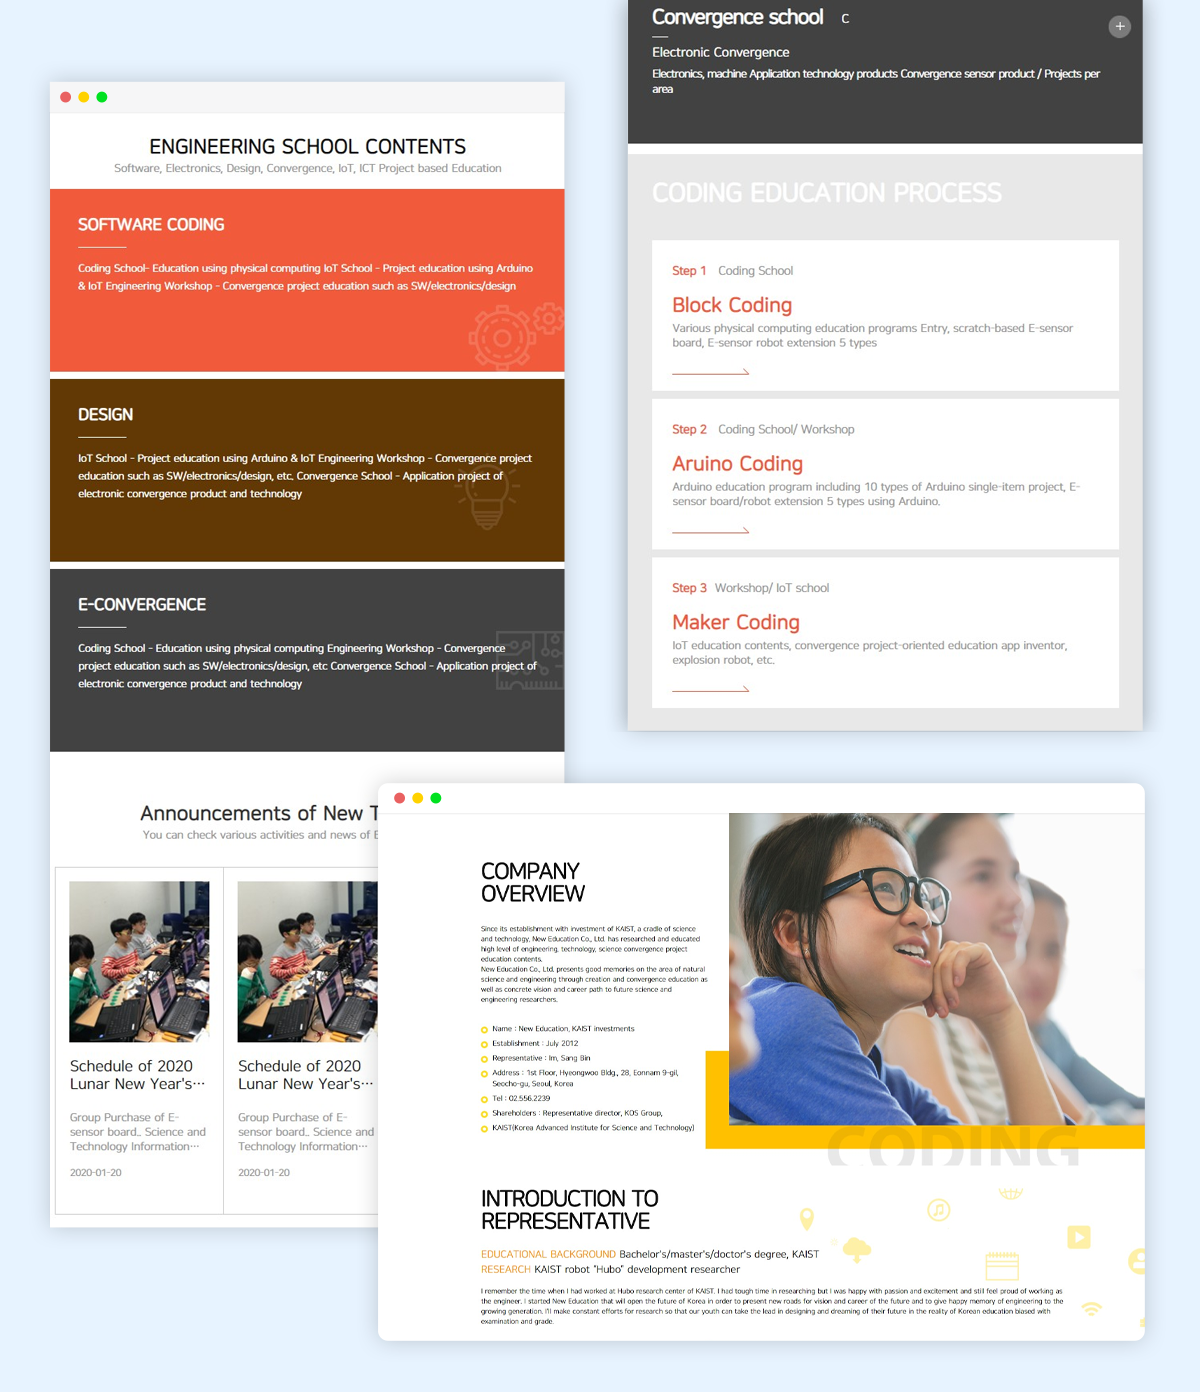 Convergence school C
Electronic Convergence
Electronics, machine Application technology products Convergence sensor product / Projects per
area
CODING EDUCATION PROCESS
Step 1 Coding School
Block Coding
Various physical computing education programs Entry, scratch-based E-sensor
board, E-sensor robot extension 5 types
Step 2 Coding School/ Workshop
Aruino Coding
Arduino education program including 10 types of Arduino single-item project, E-
sensor board/robot extension 5 types using Arduino.
Step 3 Workshop/ IoT school
Maker Coding
IoT education contents, convergence project-oriented education app inventor,
explosion robot, etc.
ENGINEERING SCHOOL CONTENTS
Software, Electronics, Design, Convergence, IoT, ICT Project based Education
SOFTWARE CODING
Coding School- Education using physical computing IoT School - Project education using Arduino
& IoT Engineering Workshop - Convergence project education such as SW/electronics/design
DESIGN
IoT School - Project education using Arduino & IoT Engineering Workshop - Convergence project
education such as SW/electronics/design, etc. Convergence School - Application project of
electronic convergence product and technology
E-CONVERGENCE
Coding School - Education using physical computing Engineering Workshop - Convergence
project education such as SW/electronics/design, etc Convergence School - Application project of
electronic convergence product and technology
Announcements of New T
You can check various activities and news of E
Schedule of 2020
Lunar New Year's···
Group Purchase of E-
sensor board.. Science and
Technology Information···
2020-01-20
Schedule of 2020
Lunar New Year's···
Group Purchase of E-
sensor board.. Science and
Technology Information···
2020-01-20
COMPANY
OVERVIEW
Since its establishment with investment of KAIST, a cradle of science
and technology, New Education Co., Ltd. has researched and educated
high level of engineering, technology, science convergence project
education contents.
New Education Co., Ltd. presents good memories on the area of natural
science and engineering through creation and convergence education as
well as concrete vision and career path to future science and
engineering researchers.
Name : New Education, KAIST investments
Establishment : July 2012
Representative : Im, Sang Bin
Address : 1st Floor, Hyeongwoo Bldg., 28, Eonnam 9-gil,
Seocho-gu, Seoul, Korea
Tel : 02.556.2239
Shareholders : Representative director, KOS Group,
KAIST(Korea Advanced Institute for Science and Technology)
CODING
INTRODUCTION TO
REPRESENTATIVE
EDUCATIONAL BACKGROUND Bachelor's/master's/doctor's degree, KAIST
RESEARCH KAIST robot "Hubo" development researcher
I remember the time when I had worked at Hubo research center of KAIST. I had tough time in researching but I was happy with passion and excitement and still feel proud of working as
the engineer. I started New Education that will open the future of Korea in order to present new roads for vision and career of the future and to give happy memory of engineering to the
growing generation. I'll make constant efforts for research so that our youth can take the lead in designing and dreaming of their future in the reality of Korean education biased with
examination and grade.